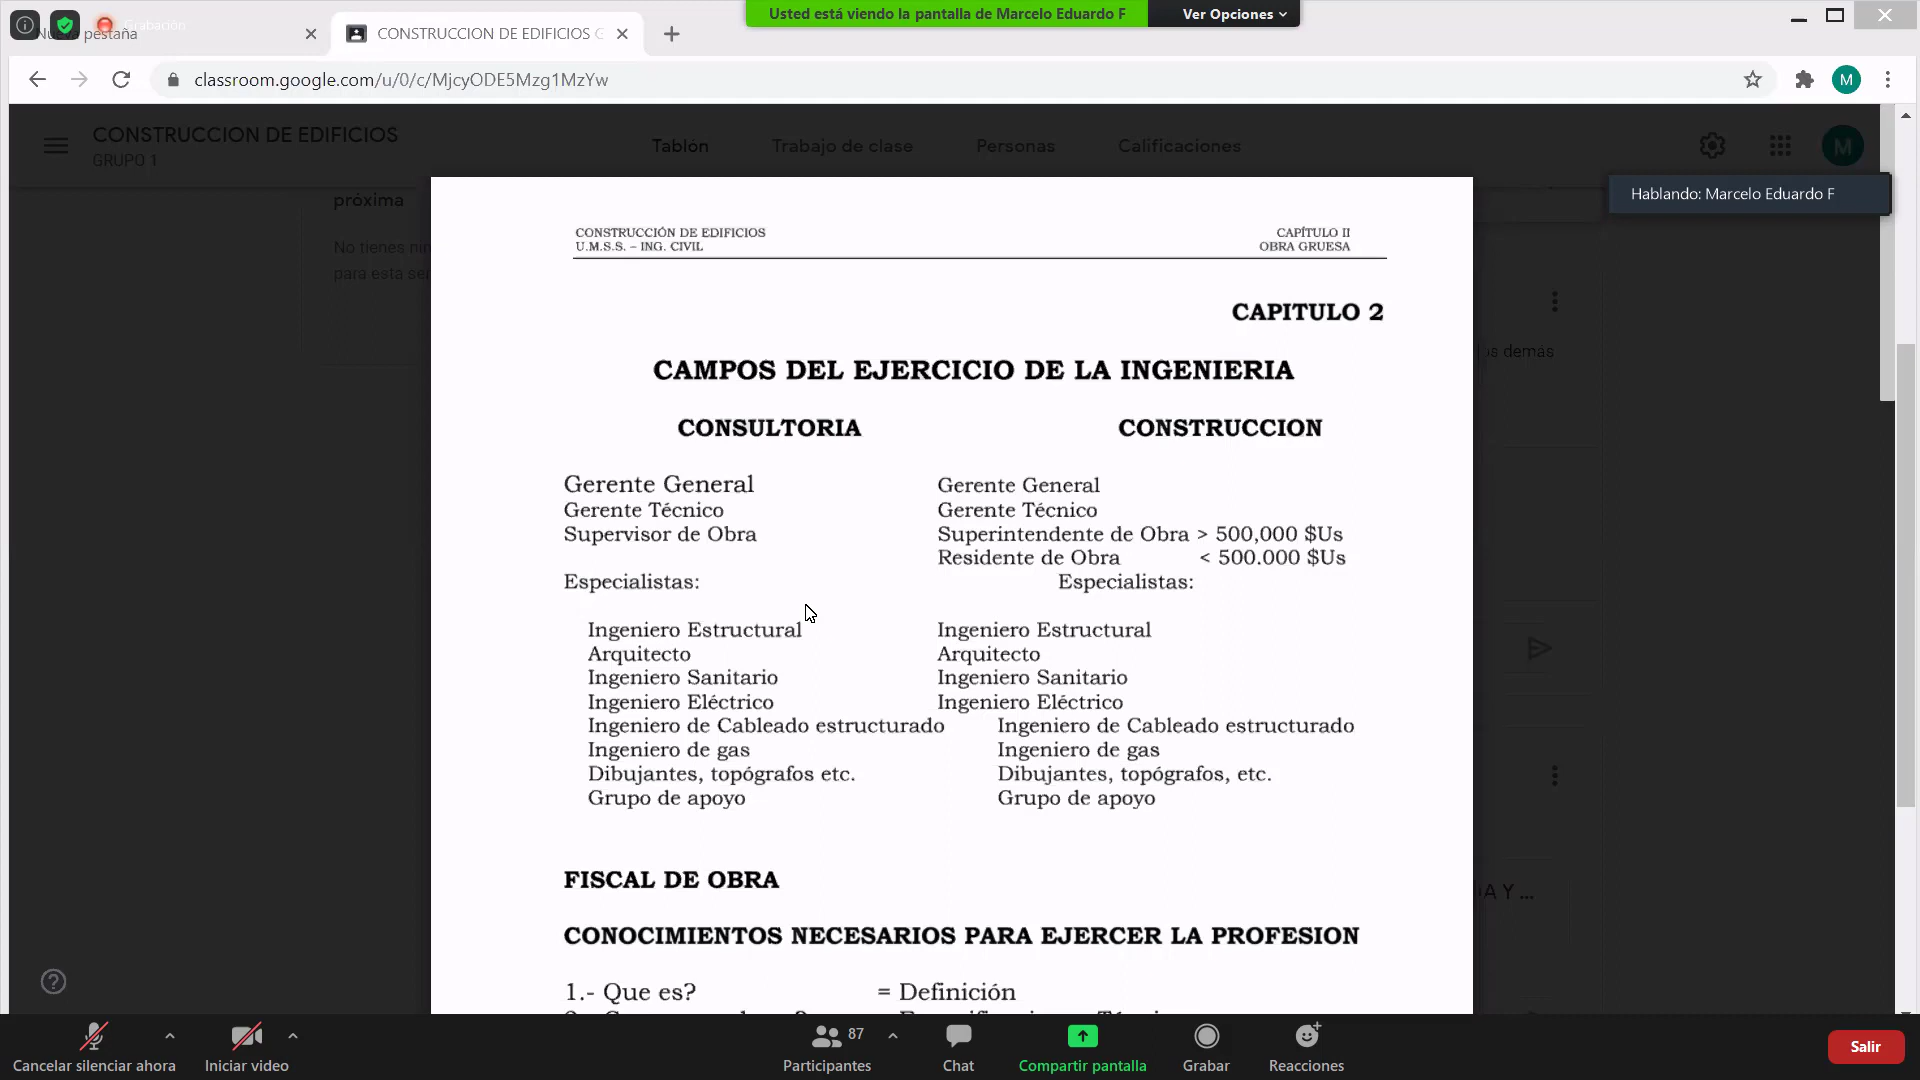 Usted está viendo la pantalla de Marcelo Eduardo F
Ver Opciones
Grabación
Nueva pestaña
CONSTRUCCION DE EDIFICIOS G
classroom.google.com/u/0/c/MjcyODE5Mzg1MzYw
M
CONSTRUCCION DE EDIFICIOS
GRUPO 1
Tablón
Trabajo de clase
Personas
Calificaciones
M
Hablando: Marcelo Eduardo F
próxima
No tienes
para esta
demás
CONSTRUCCIÓN DE EDIFICIOS CAPÍTULO II
U.M.S.S. – ING. CIVIL OBRA GRUESA
CAPITULO 2
CAMPOS DEL EJERCICIO DE LA INGENIERIA
CONSULTORIA CONSTRUCCION
Gerente General Gerente General
Gerente Técnico Gerente Técnico
Supervisor de Obra Superintendente de Obra > 500,000 $Us
Residente de Obra < 500.000 $Us
Especialistas: Especialistas:
Ingeniero Estructural Ingeniero Estructural
Arquitecto Arquitecto
Ingeniero Sanitario Ingeniero Sanitario
Ingeniero Eléctrico Ingeniero Eléctrico
Ingeniero de Cableado estructurado Ingeniero de Cableado estructurado
Ingeniero de gas Ingeniero de gas
Dibujantes, topógrafos etc. Dibujantes, topógrafos, etc.
Grupo de apoyo Grupo de apoyo
FISCAL DE OBRA
A Y ...
CONOCIMIENTOS NECESARIOS PARA EJERCER LA PROFESION
1.- Que es? = Definición
Cancelar silenciar ahora
Iniciar video
87
Participantes
Chat
Compartir pantalla
Grabar
Reacciones
Salir